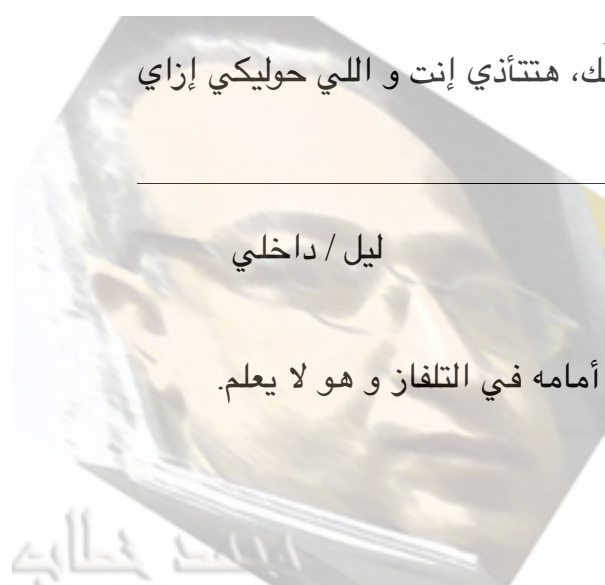 ك، هتتأذي إنت و اللي حوليكي إزاي
ليل / داخلي
أمامه في التلفاز و هو لا يعلم.